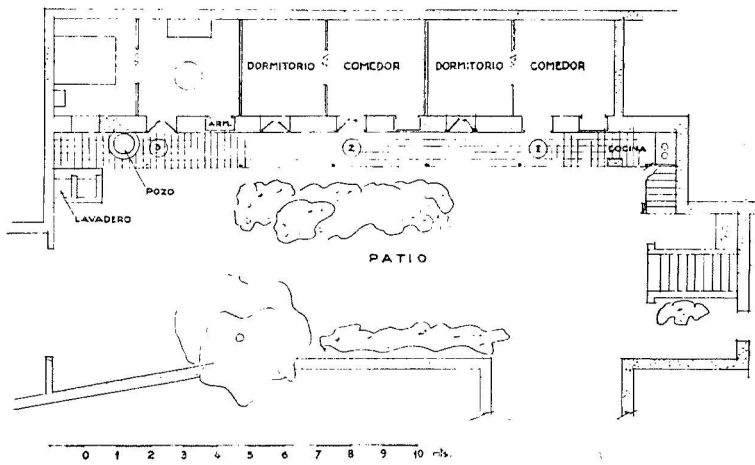 DORMITORIO COMEDOR DORMITORIO COMEDOR
ARM.
3 2 1 COCINA
POZO
LAVADERO
PATIO
0 1 2 3 4 5 6 7 8 9 10 mts.